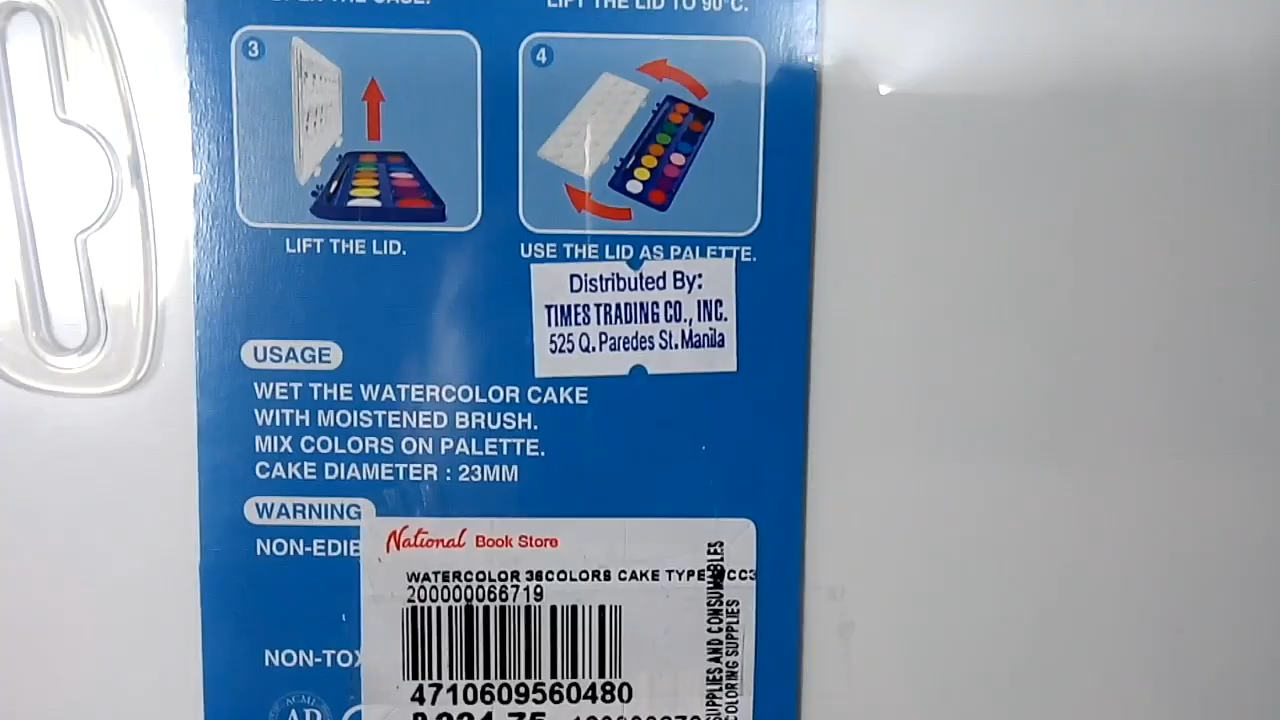 LIFT THE LID TO 90°C.
3
4
LIFT THE LID.
USE THE LID AS PALETTE.
Distributed By:
TIMES TRADING CO., INC.
525 Q. Paredes St. Manila
USAGE
WET THE WATERCOLOR CAKE
WITH MOISTENED BRUSH.
MIX COLORS ON PALETTE.
CAKE DIAMETER : 23MM
WARNING
NON-EDIE
National Book Store
WATERCOLOR 36COLORS CAKE TYPE
200000066719
NON-TOX
4710609560480
SUPPLIES AND CONSUMABLES
COLORING SUPPLIES
ACMI
AP